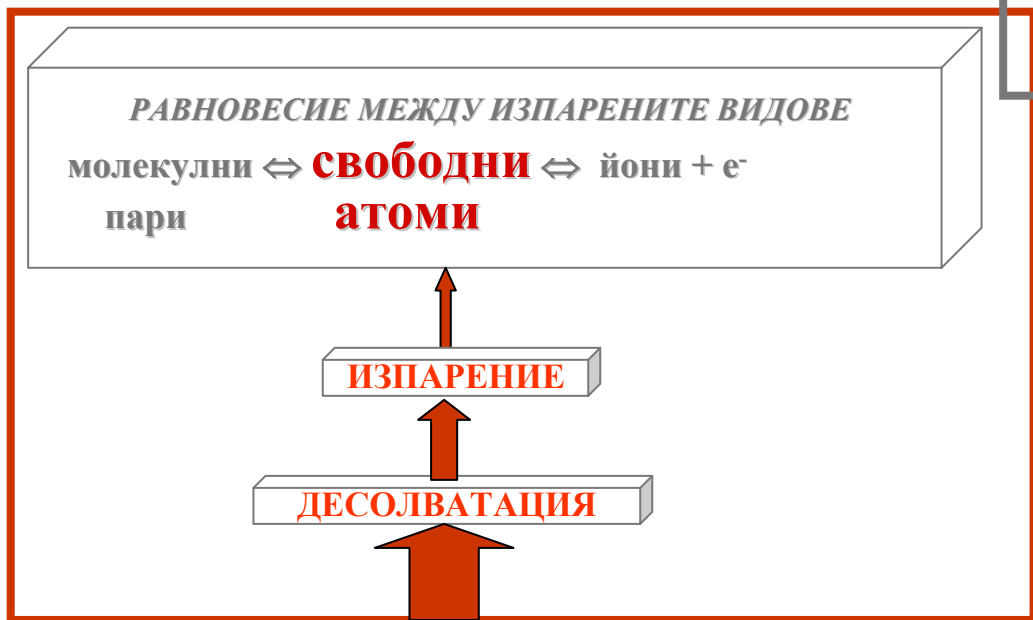 РАВНОВЕСИЕ МЕЖДУ ИЗПАРЕНИТЕ ВИДОВЕ
молекулни ⇔ свободни ⇔ йони + e⁻
пари атоми
ИЗПАРЕНИЕ
ДЕСОЛВАТАЦИЯ